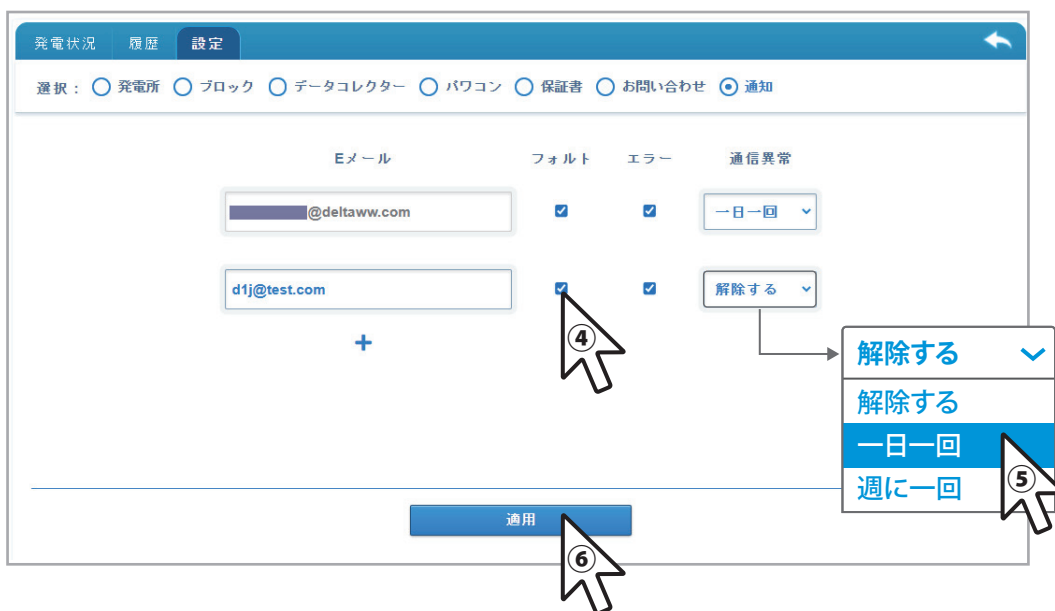 発電状況 履歴 設定
選択： 発電所 ブロック データコレクター パワコン 保証書 お問い合わせ 通知
Eメール フォルト エラー 通信異常
@deltaww.com 一日一回
d1j@test.com 解除する
④
+
解除する
解除する
一日一回
週に一回
⑤
適用
⑥